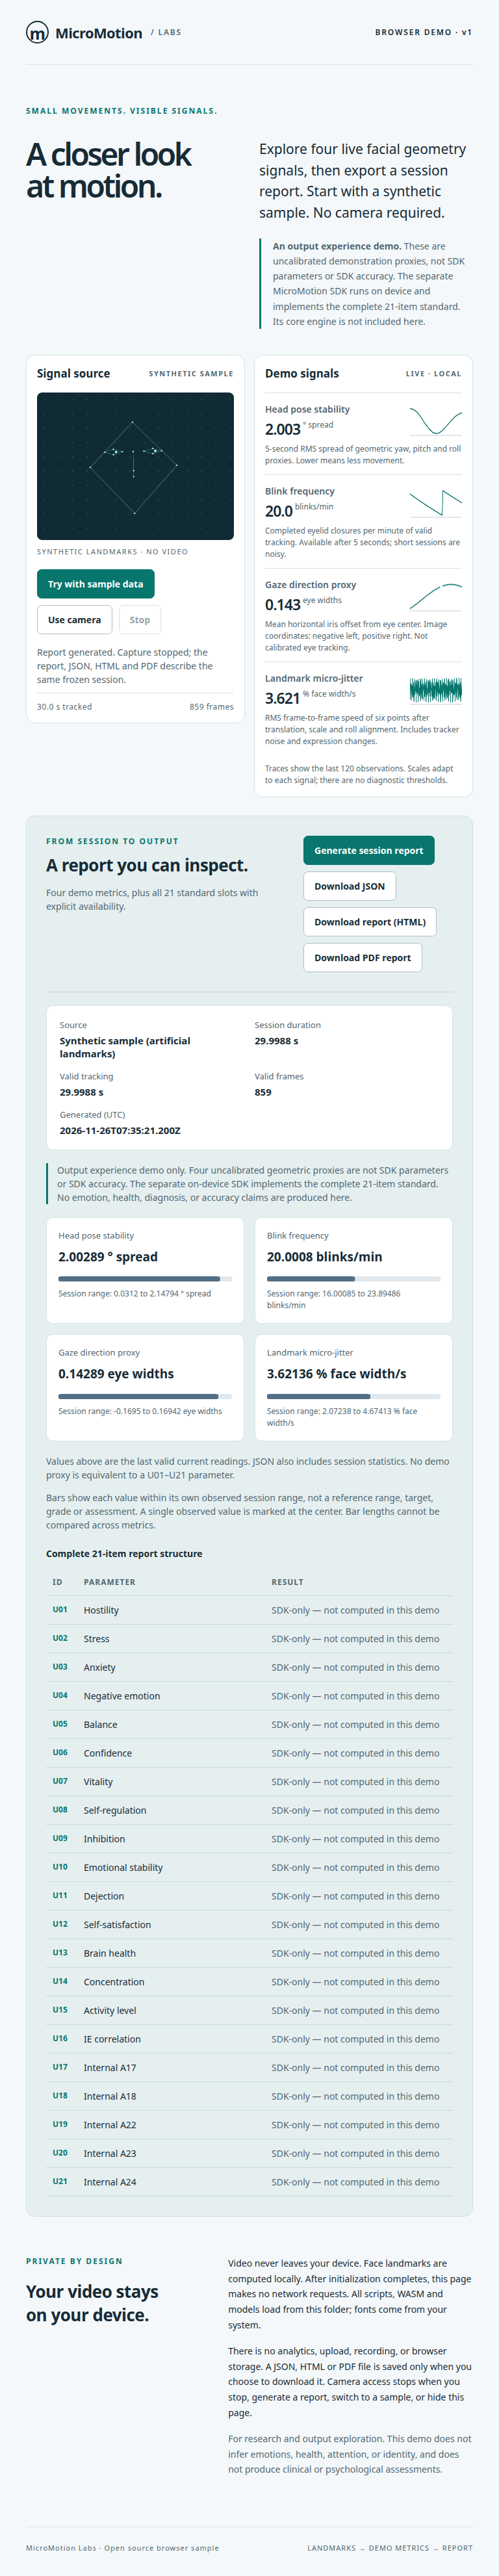 m MicroMotion / LABS
BROWSER DEMO · v1
SMALL MOVEMENTS. VISIBLE SIGNALS.
A closer look
at motion.
Explore four live facial geometry
signals, then export a session
report. Start with a synthetic
sample. No camera required.
An output experience demo. These are
uncalibrated demonstration proxies, not SDK
parameters or SDK accuracy. The separate
MicroMotion SDK runs on device and
implements the complete 21-item standard.
Its core engine is not included here.
Signal source
SYNTHETIC SAMPLE
SYNTHETIC LANDMARKS · NO VIDEO
Try with sample data
Use camera
Stop
Report generated. Capture stopped; the
report, JSON, HTML and PDF describe the
same frozen session.
30.0 s tracked
859 frames
Demo signals
LIVE · LOCAL
Head pose stability
2.003 ° spread
5-second RMS spread of geometric yaw, pitch and roll
proxies. Lower means less movement.
Blink frequency
20.0 blinks/min
Completed eyelid closures per minute of valid
tracking. Available after 5 seconds; short sessions are
noisy.
Gaze direction proxy
0.143 eye widths
Mean horizontal iris offset from eye center. Image
coordinates: negative left, positive right. Not
calibrated eye tracking.
Landmark micro-jitter
3.621 % face width/s
RMS frame-to-frame speed of six points after
translation, scale and roll alignment. Includes tracker
noise and expression changes.
Traces show the last 120 observations. Scales adapt
to each signal; there are no diagnostic thresholds.
FROM SESSION TO OUTPUT
A report you can inspect.
Four demo metrics, plus all 21 standard slots with
explicit availability.
Generate session report
Download JSON
Download report (HTML)
Download PDF report
Source
Synthetic sample (artificial
landmarks)
Session duration
29.9988 s
Valid tracking
29.9988 s
Valid frames
859
Generated (UTC)
2026-11-26T07:35:21.200Z
Output experience demo only. Four uncalibrated geometric proxies are not SDK parameters
or SDK accuracy. The separate on-device SDK implements the complete 21-item standard.
No emotion, health, diagnosis, or accuracy claims are produced here.
Head pose stability
2.00289 ° spread
Session range: 0.0312 to 2.14794 ° spread
Blink frequency
20.0008 blinks/min
Session range: 16.00085 to 23.89486
blinks/min
Gaze direction proxy
0.14289 eye widths
Session range: -0.1695 to 0.16942 eye widths
Landmark micro-jitter
3.62136 % face width/s
Session range: 2.07238 to 4.67413 % face
width/s
Values above are the last valid current readings. JSON also includes session statistics. No demo
proxy is equivalent to a U01–U21 parameter.
Bars show each value within its own observed session range, not a reference range, target,
grade or assessment. A single observed value is marked at the center. Bar lengths cannot be
compared across metrics.
Complete 21-item report structure
ID PARAMETER RESULT
U01 Hostility SDK-only — not computed in this demo
U02 Stress SDK-only — not computed in this demo
U03 Anxiety SDK-only — not computed in this demo
U04 Negative emotion SDK-only — not computed in this demo
U05 Balance SDK-only — not computed in this demo
U06 Confidence SDK-only — not computed in this demo
U07 Vitality SDK-only — not computed in this demo
U08 Self-regulation SDK-only — not computed in this demo
U09 Inhibition SDK-only — not computed in this demo
U10 Emotional stability SDK-only — not computed in this demo
U11 Dejection SDK-only — not computed in this demo
U12 Self-satisfaction SDK-only — not computed in this demo
U13 Brain health SDK-only — not computed in this demo
U14 Concentration SDK-only — not computed in this demo
U15 Activity level SDK-only — not computed in this demo
U16 IE correlation SDK-only — not computed in this demo
U17 Internal A17 SDK-only — not computed in this demo
U18 Internal A18 SDK-only — not computed in this demo
U19 Internal A22 SDK-only — not computed in this demo
U20 Internal A23 SDK-only — not computed in this demo
U21 Internal A24 SDK-only — not computed in this demo
PRIVATE BY DESIGN
Your video stays
on your device.
Video never leaves your device. Face landmarks are
computed locally. After initialization completes, this page
makes no network requests. All scripts, WASM and
models load from this folder; fonts come from your
system.
There is no analytics, upload, recording, or browser
storage. A JSON, HTML or PDF file is saved only when you
choose to download it. Camera access stops when you
stop, generate a report, switch to a sample, or hide this
page.
For research and output exploration. This demo does not
infer emotions, health, attention, or identity, and does
not produce clinical or psychological assessments.
MicroMotion Labs · Open source browser sample
LANDMARKS → DEMO METRICS → REPORT